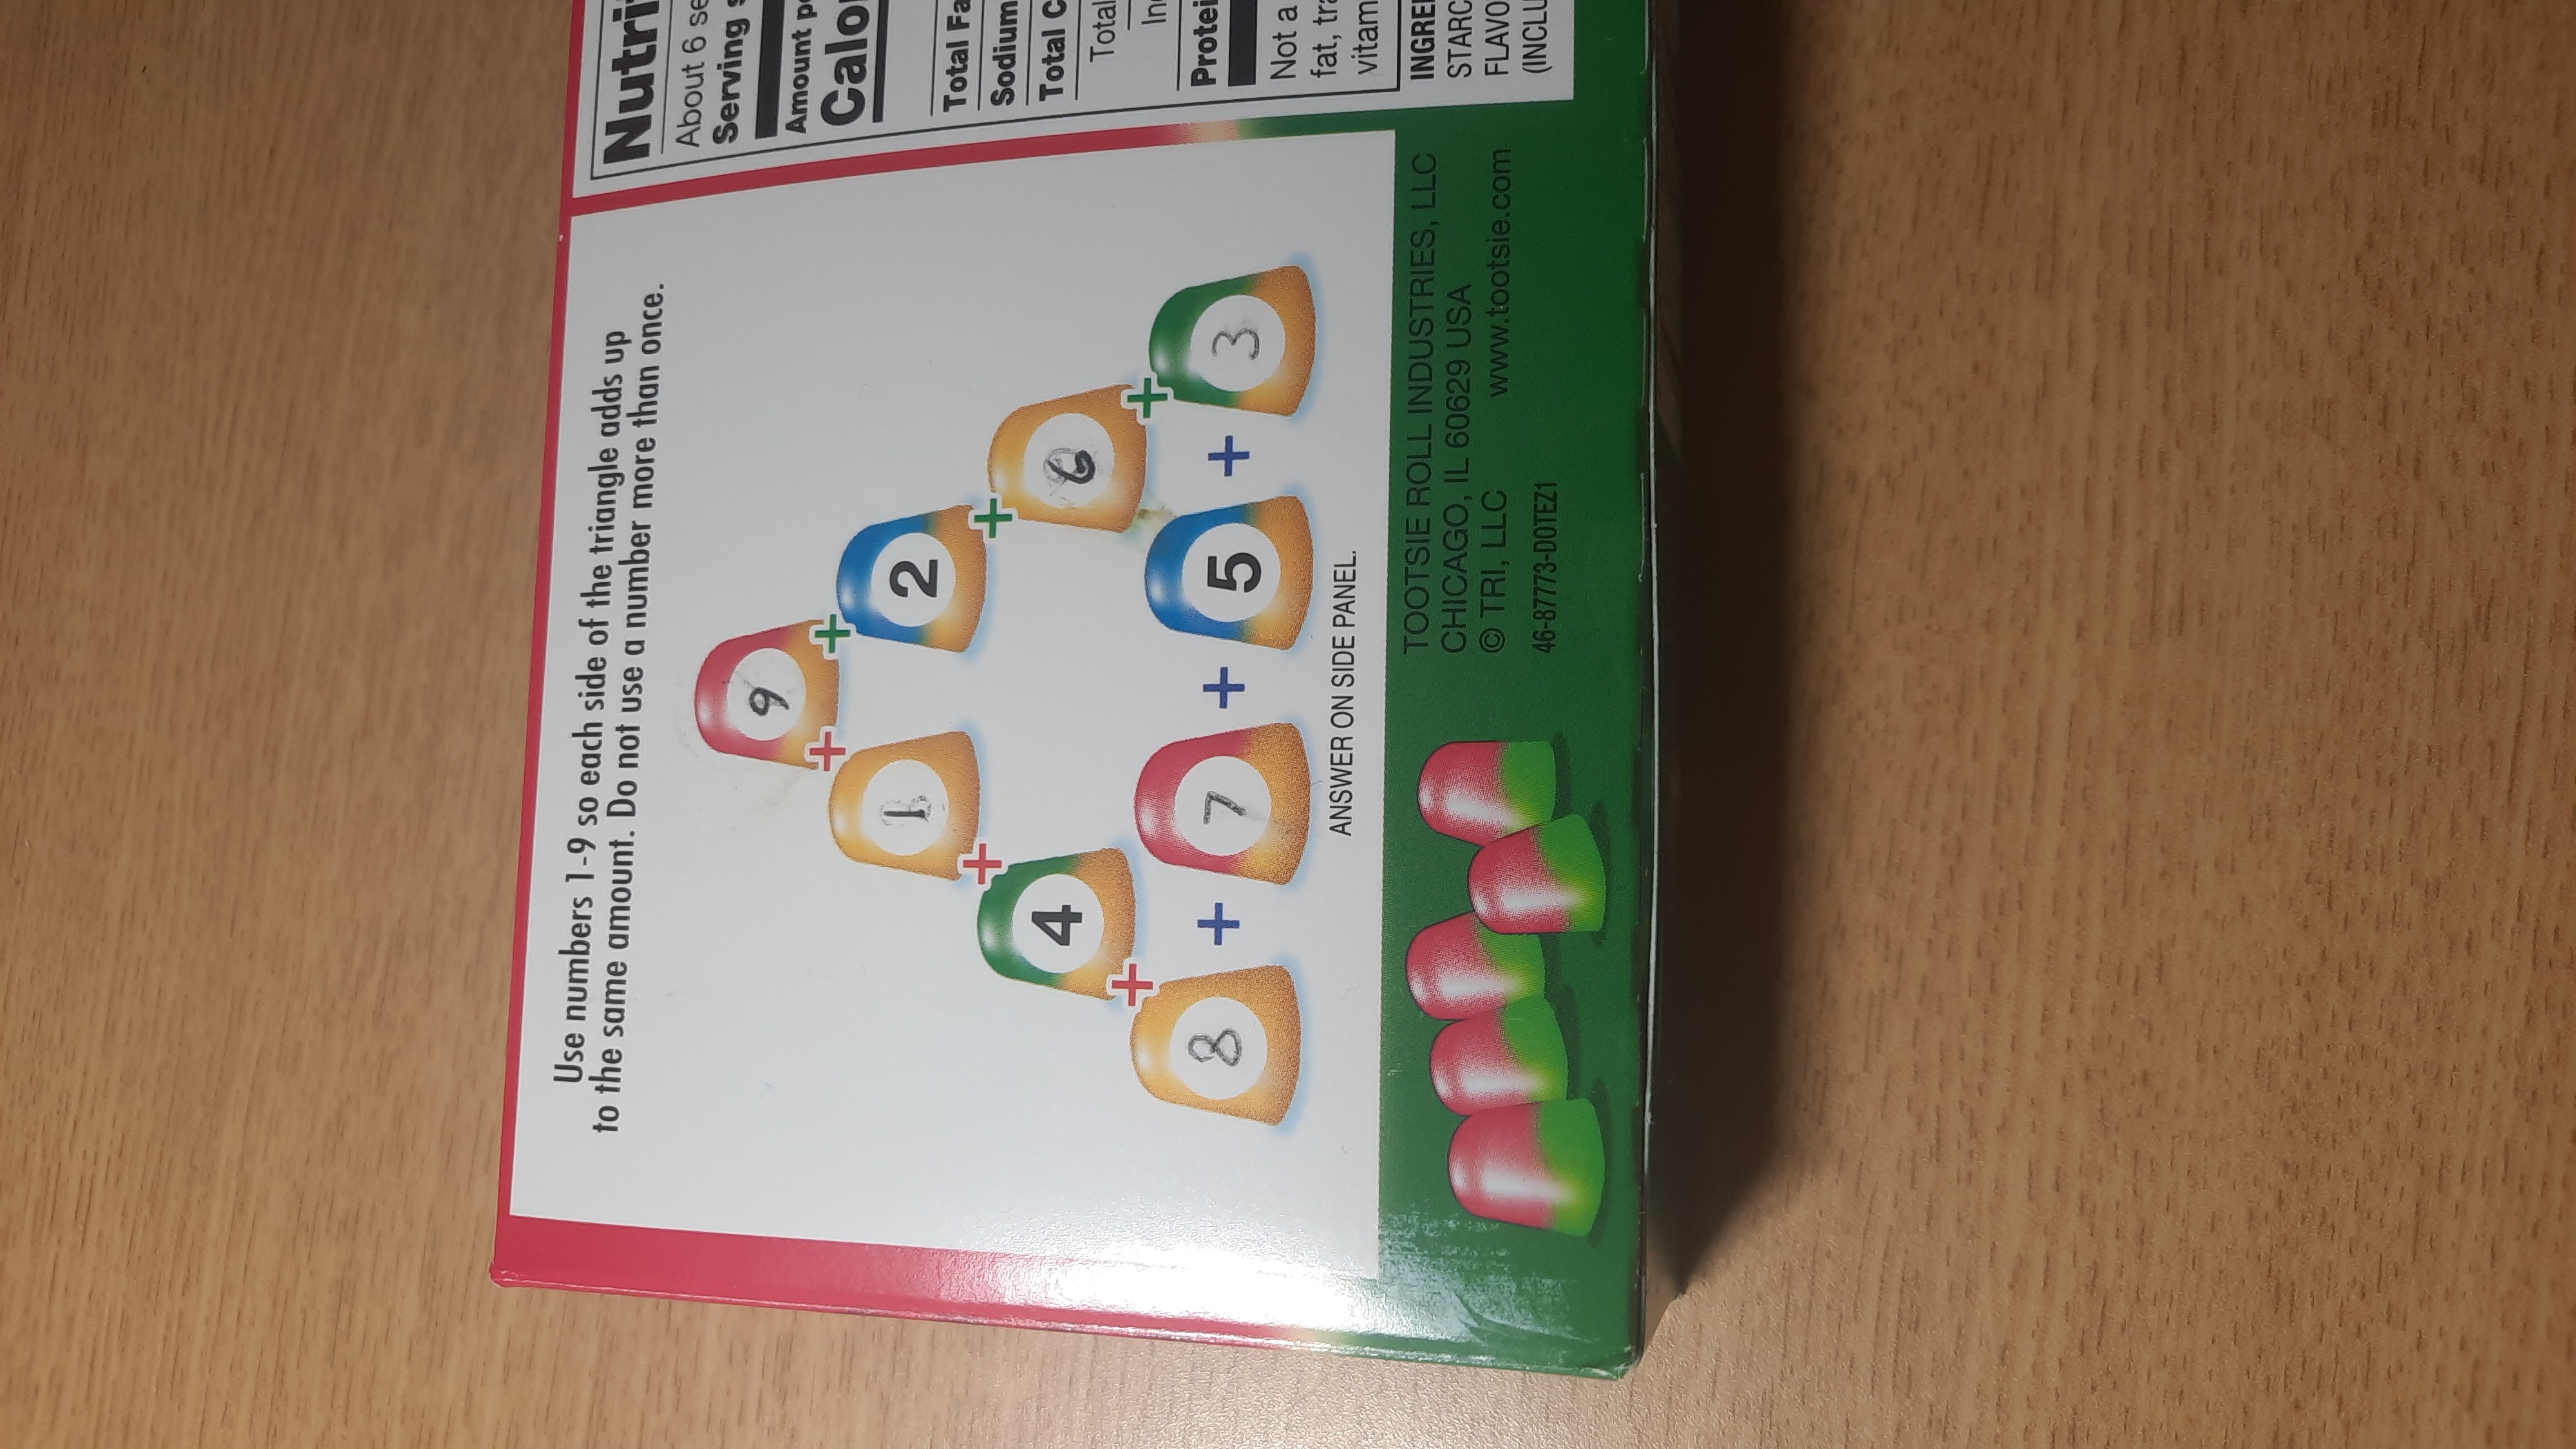 Use numbers 1-9 so each side of the triangle adds up
to the same amount. Do not use a number more than once.
9
+ +
1 2
+ +
4 6
+ +
8 + 7 + 5 + 3
ANSWER ON SIDE PANEL.
TOOTSIE ROLL INDUSTRIES, LLC
CHICAGO, IL 60629 USA
© TRI, LLC www.tootsie.com
46-87773-DOTEZ1
Nutri
About 6 se
Serving s
Amount pe
Calo
Total Fa
Sodium
Total C
Total
In
Protei
Not a
fat, tra
vitam
INGRE
STARC
FLAVO
(INCLU